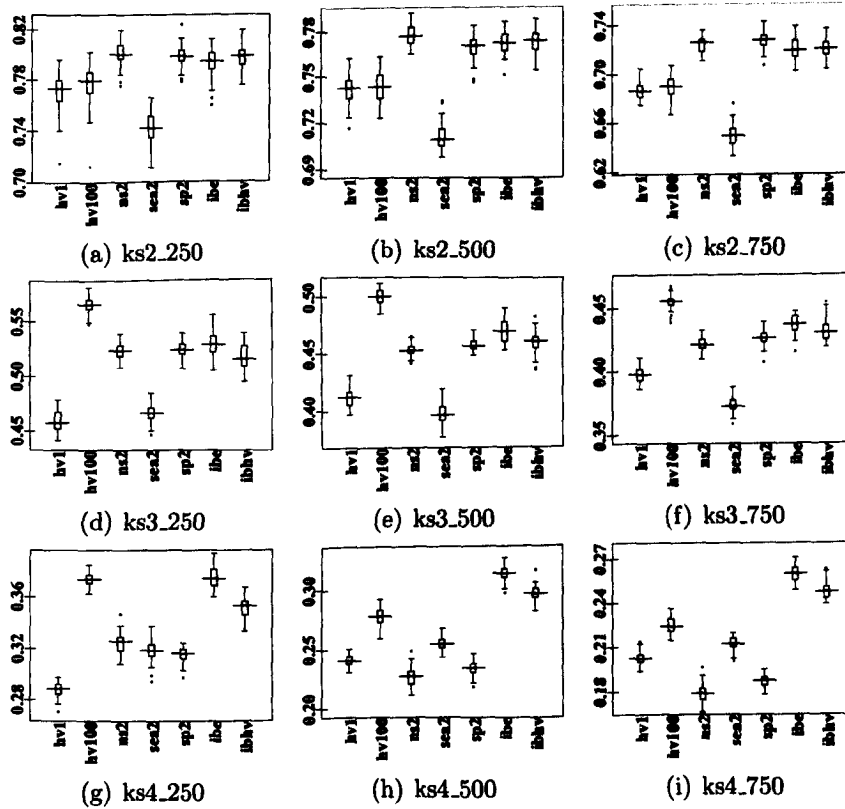 0.82
0.78
0.74
0.70
hv1
hv100
ns2
sea2
sp2
ibe
ibhv
(a) ks2_250
0.78
0.75
0.72
0.69
hv1
hv100
ns2
sea2
sp2
ibe
ibhv
(b) ks2_500
0.74
0.70
0.66
0.62
hv1
hv100
ns2
sea2
sp2
ibe
ibhv
(c) ks2_750
0.55
0.50
0.45
hv1
hv100
ns2
sea2
sp2
ibe
ibhv
(d) ks3_250
0.50
0.45
0.40
hv1
hv100
ns2
sea2
sp2
ibe
ibhv
(e) ks3_500
0.45
0.40
0.35
hv1
hv100
ns2
sea2
sp2
ibe
ibhv
(f) ks3_750
0.36
0.32
0.28
hv1
hv100
ns2
sea2
sp2
ibe
ibhv
(g) ks4_250
0.30
0.25
0.20
hv1
hv100
ns2
sea2
sp2
ibe
ibhv
(h) ks4_500
0.27
0.24
0.21
0.18
hv1
hv100
ns2
sea2
sp2
ibe
ibhv
(i) ks4_750